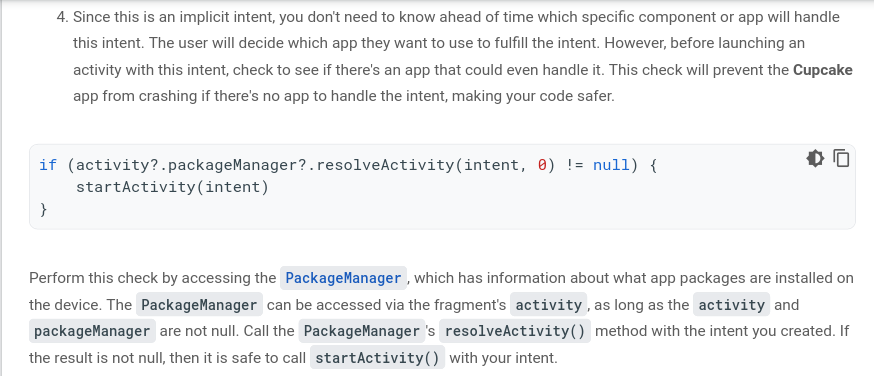 4. Since this is an implicit intent, you don't need to know ahead of time which specific component or app will handle
this intent. The user will decide which app they want to use to fulfill the intent. However, before launching an
activity with this intent, check to see if there's an app that could even handle it. This check will prevent the Cupcake
app from crashing if there's no app to handle the intent, making your code safer.
if (activity?.packageManager?.resolveActivity(intent, 0) != null) {
    startActivity(intent)
}
Perform this check by accessing the PackageManager, which has information about what app packages are installed on
the device. The PackageManager can be accessed via the fragment's activity, as long as the activity and
packageManager are not null. Call the PackageManager's resolveActivity() method with the intent you created. If
the result is not null, then it is safe to call startActivity() with your intent.